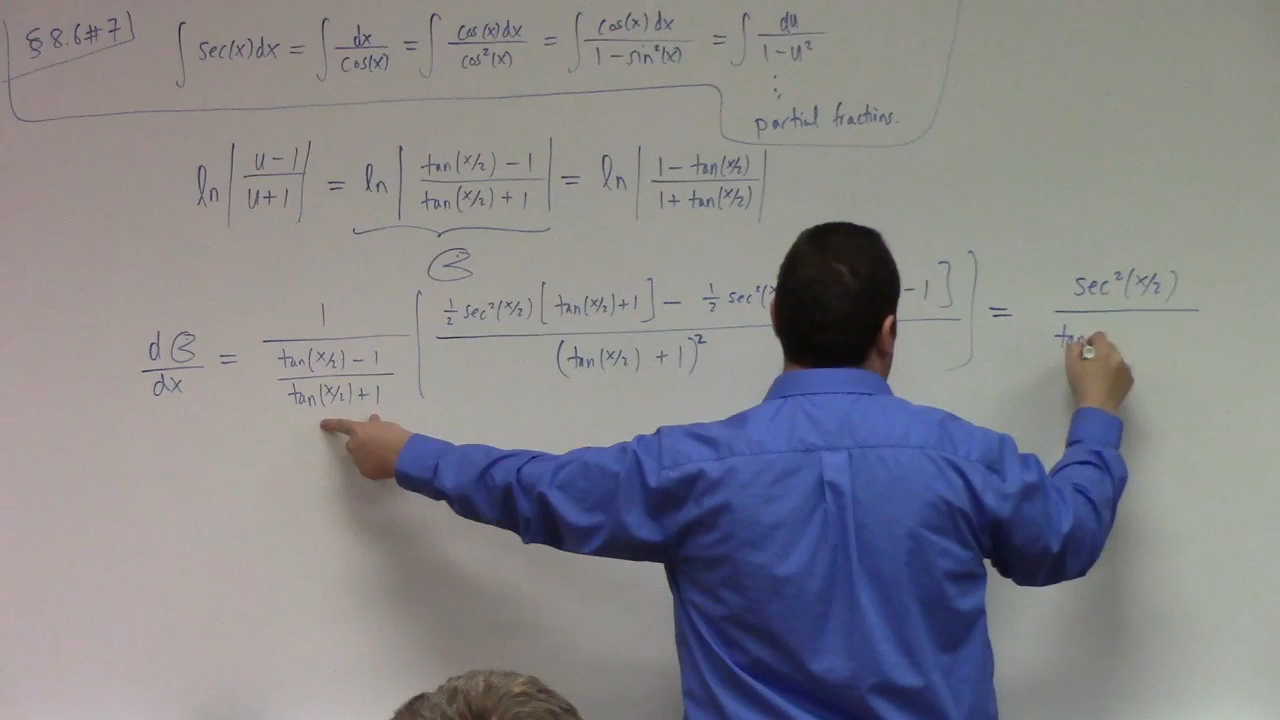 § 8.6 # 7
∫ sec(x) dx = ∫ dx/cos(x) = ∫ cos(x) dx/cos²(x) = ∫ cos(x) dx/(1 − sin²(x)) = ∫ du/(1 − u²)
⋮
partial fractions.
ln |(u − 1)/(u + 1)| = ln |(tan(x/2) − 1)/(tan(x/2) + 1)| = ln |(1 − tan(x/2))/(1 + tan(x/2))|
dx = 1/((tan(x/2) − 1)/(tan(x/2) + 1)) ( (½ sec²(x/2) [tan(x/2) + 1] − ½ sec²( − 1])/(tan(x/2) + 1)² ) = sec²(x/2)/tan